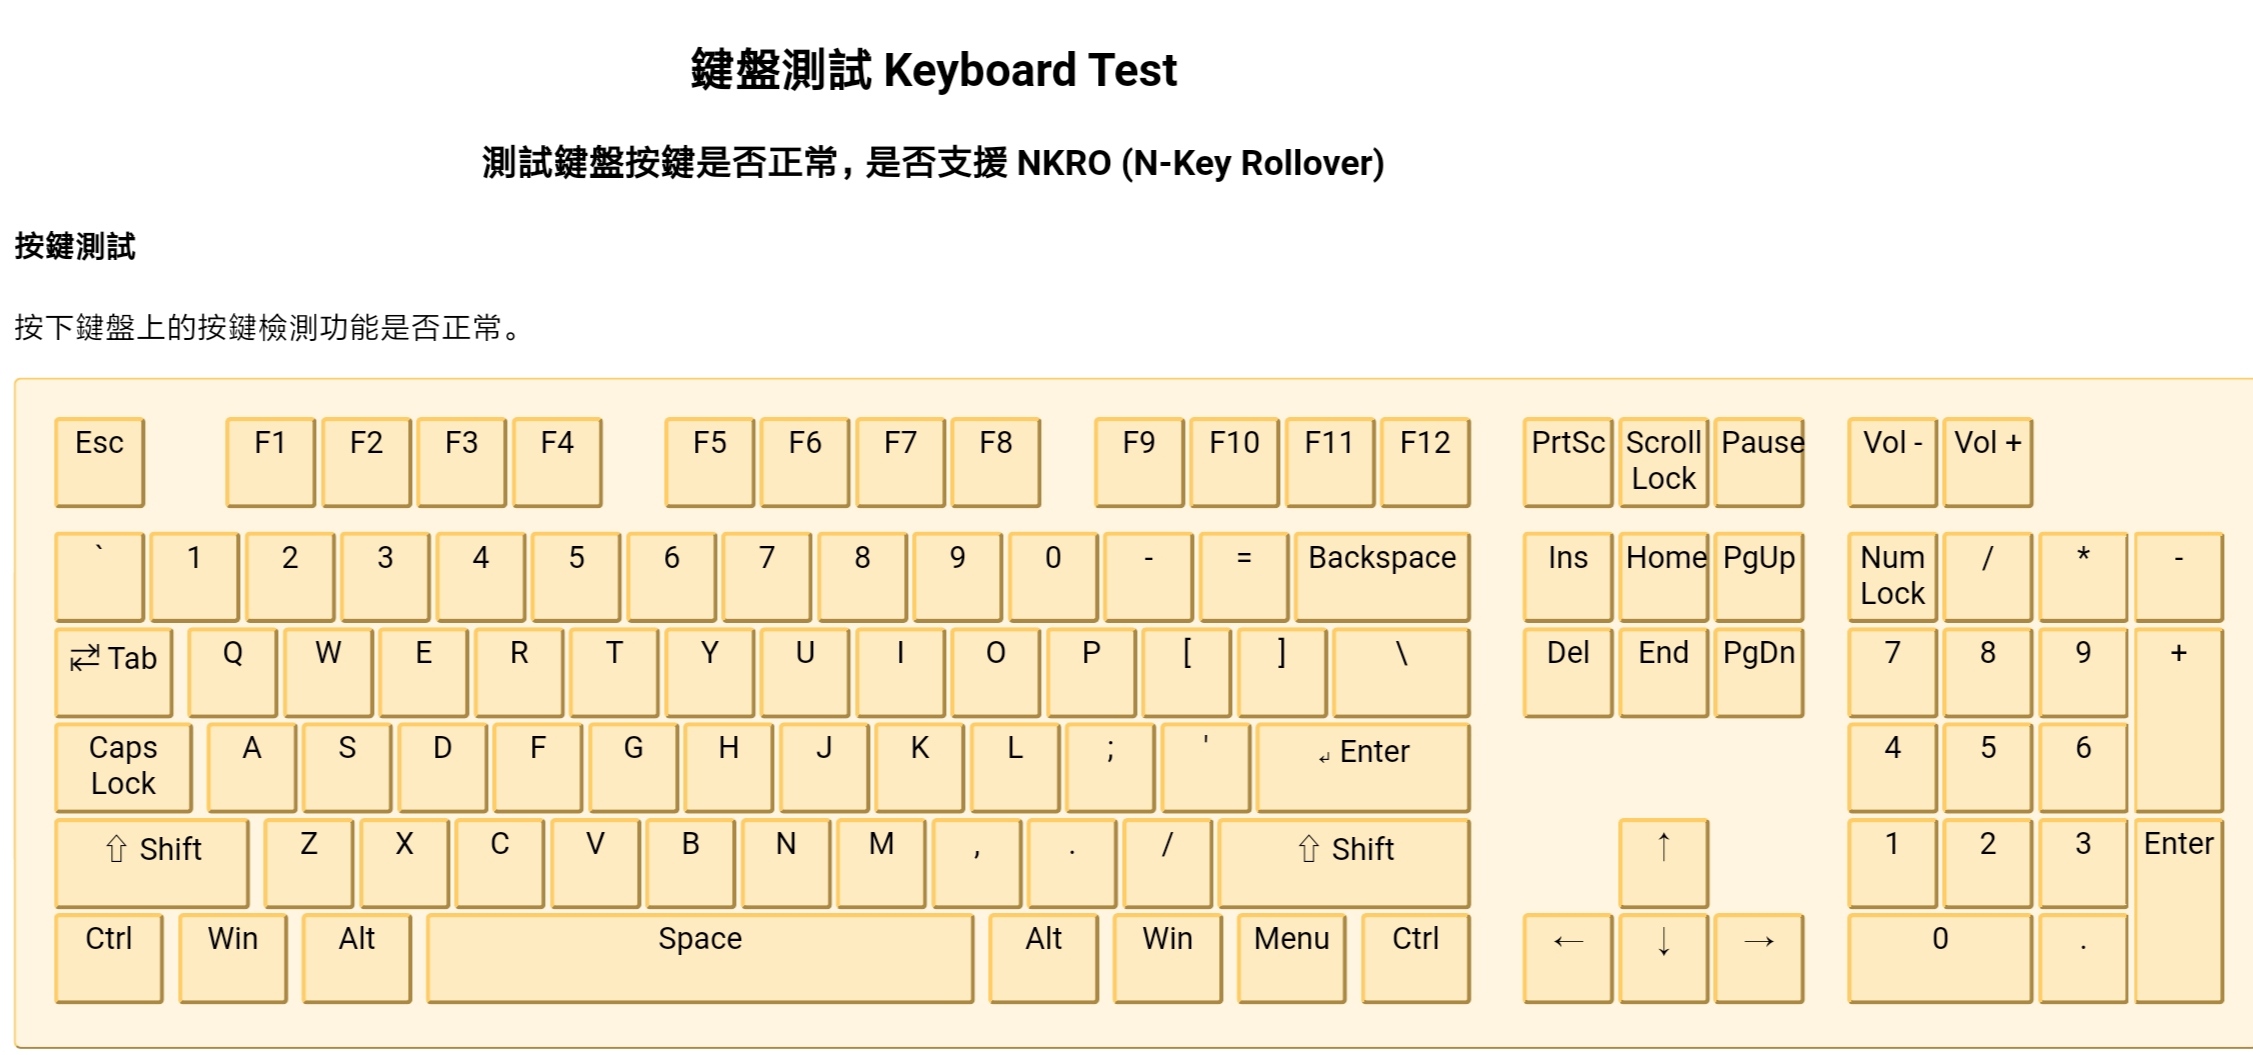 鍵盤測試 Keyboard Test
測試鍵盤按鍵是否正常，是否支援 NKRO (N-Key Rollover)
按鍵測試
按下鍵盤上的按鍵檢測功能是否正常。
Esc F1 F2 F3 F4 F5 F6 F7 F8 F9 F10 F11 F12 PrtSc Scroll Lock Pause Vol - Vol +
` 1 2 3 4 5 6 7 8 9 0 - = Backspace Ins Home PgUp Num Lock / * -
⇄ Tab Q W E R T Y U I O P [ ] \ Del End PgDn 7 8 9 +
Caps Lock A S D F G H J K L ; ' ↲ Enter 4 5 6
⇧ Shift Z X C V B N M , . / ⇧ Shift ↑ 1 2 3 Enter
Ctrl Win Alt Space Alt Win Menu Ctrl ← ↓ → 0 .